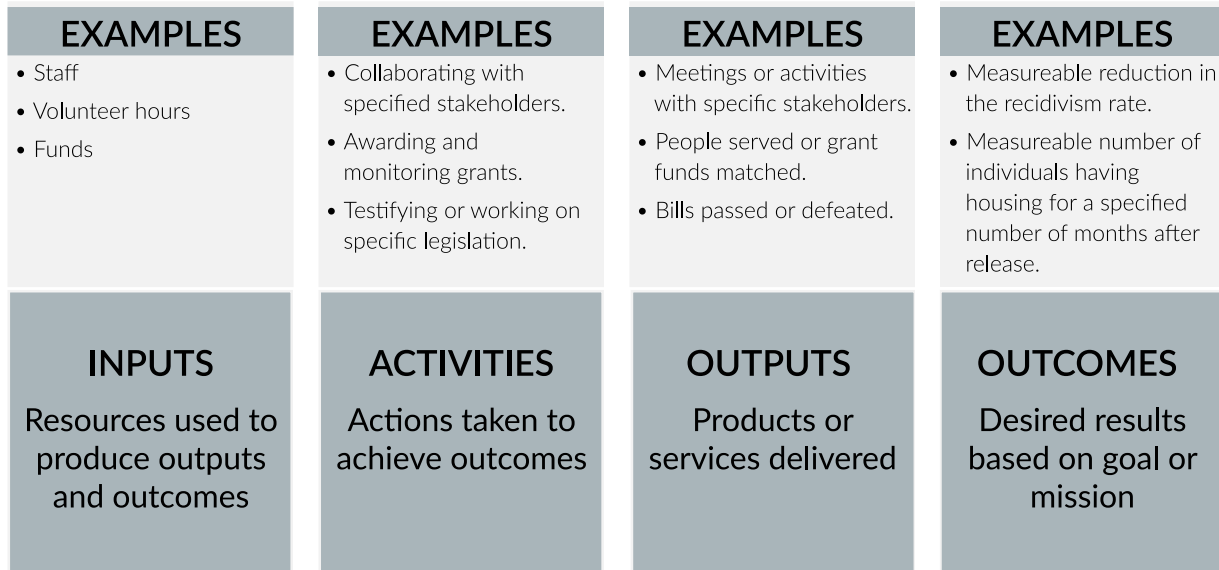 EXAMPLES
• Staff
• Volunteer hours
• Funds
INPUTS
Resources used to
produce outputs
and outcomes
EXAMPLES
• Collaborating with
specified stakeholders.
• Awarding and
monitoring grants.
• Testifying or working on
specific legislation.
ACTIVITIES
Actions taken to
achieve outcomes
EXAMPLES
• Meetings or activities
with specific stakeholders.
• People served or grant
funds matched.
• Bills passed or defeated.
OUTPUTS
Products or
services delivered
EXAMPLES
• Measureable reduction in
the recidivism rate.
• Measureable number of
individuals having
housing for a specified
number of months after
release.
OUTCOMES
Desired results
based on goal or
mission